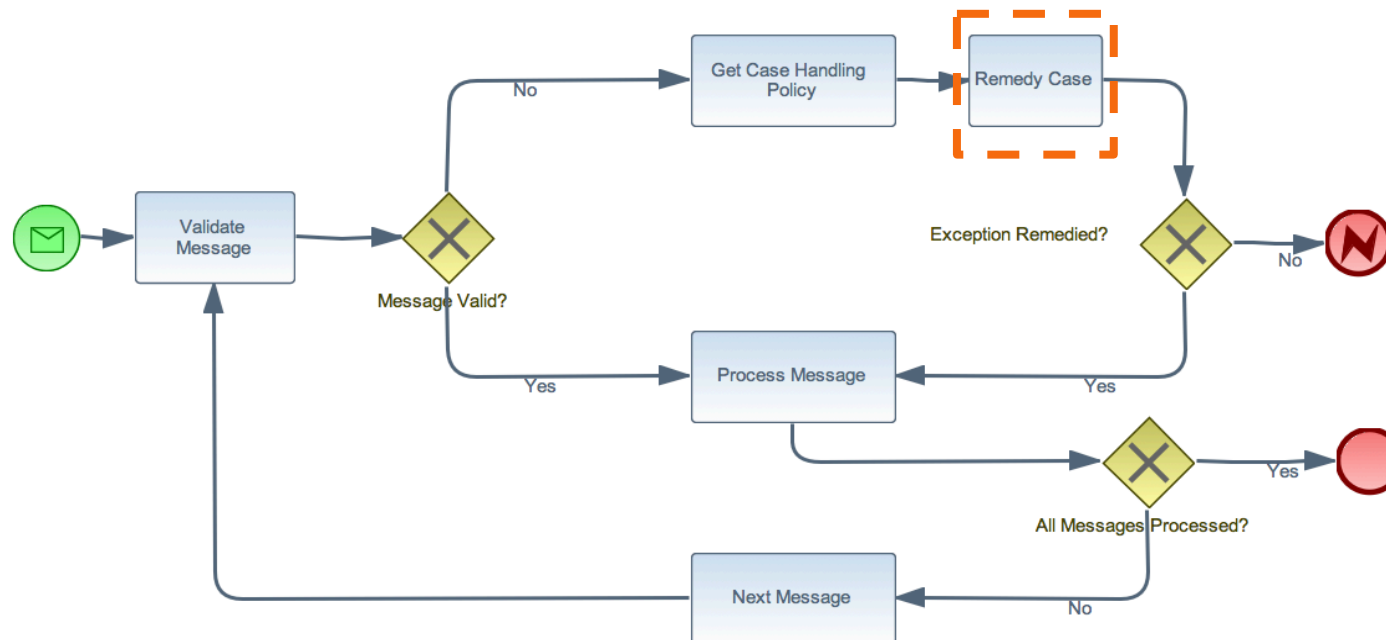 Get Case Handling
Policy
Remedy Case
No
Validate
Message
Exception Remedied?
No
Message Valid?
Process Message
Yes
Yes
Yes
All Messages Processed?
Next Message
No